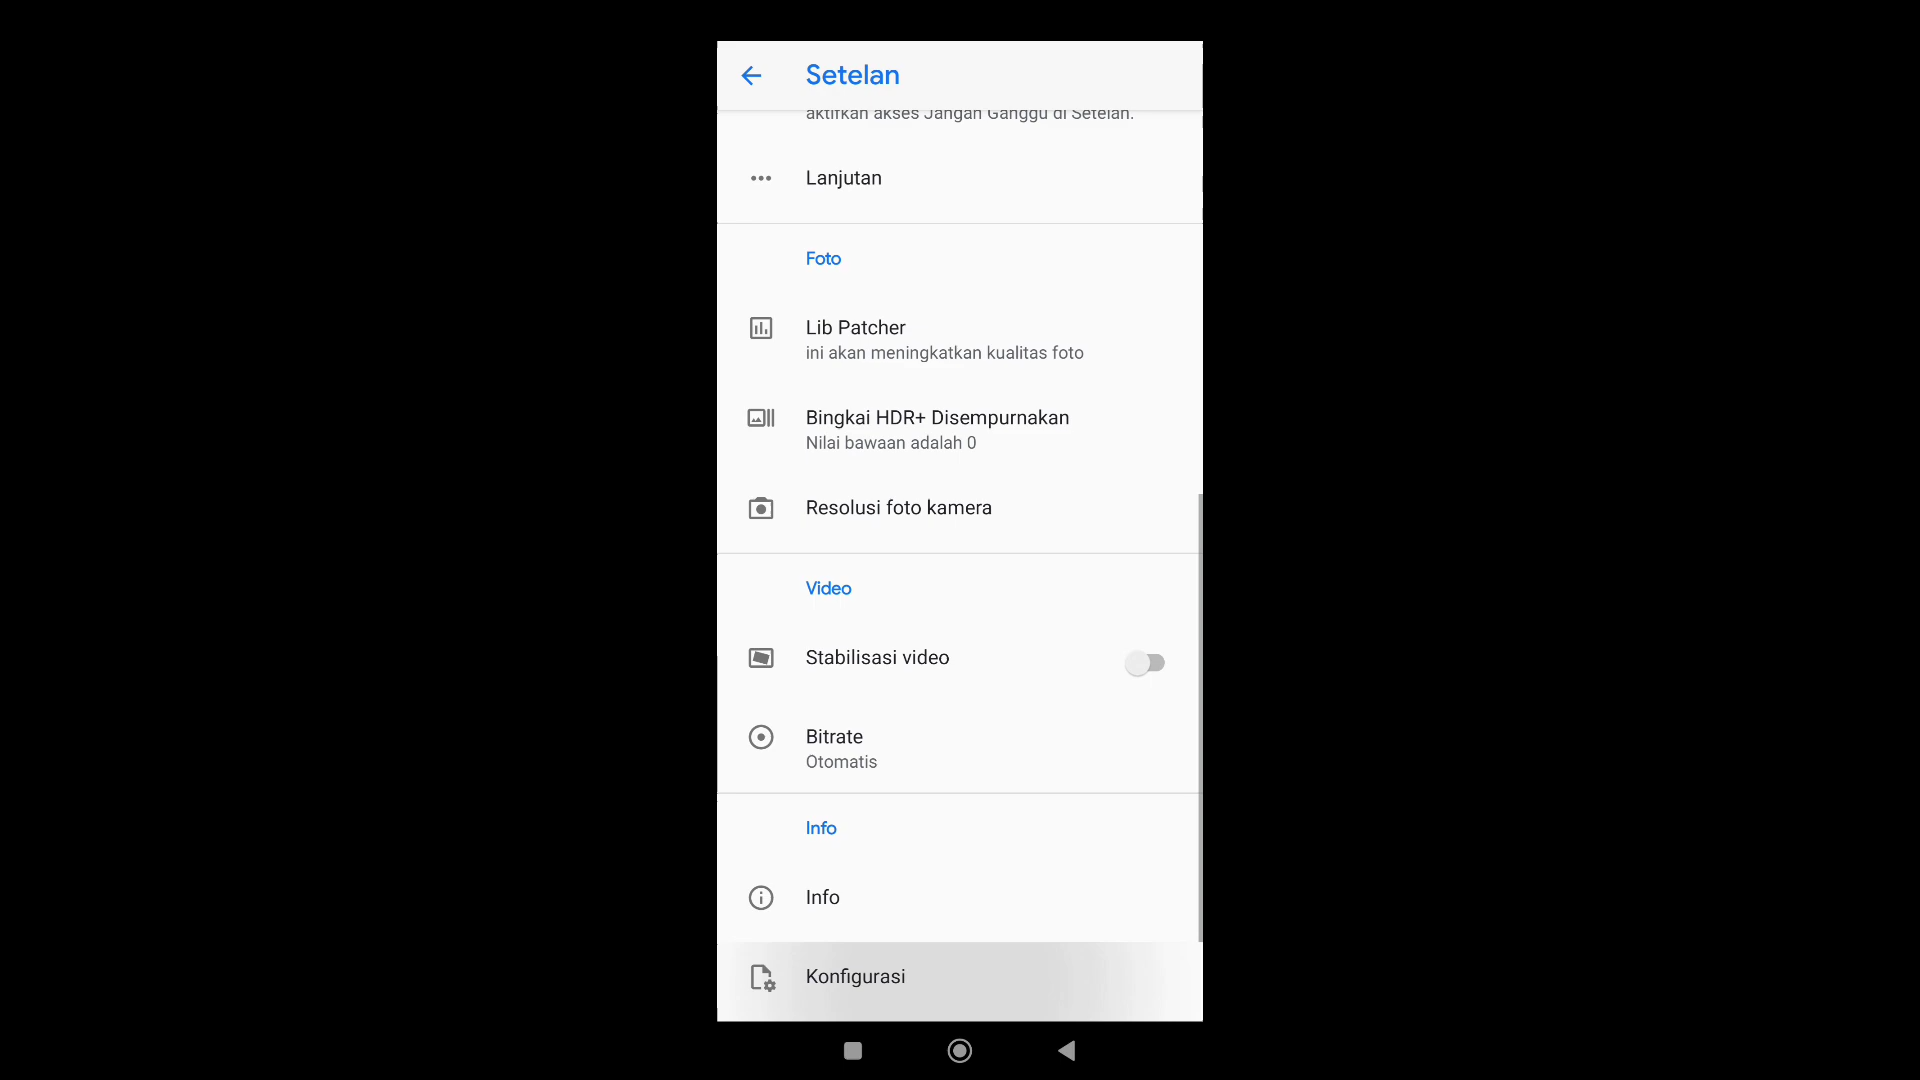 Setelan
aktifkan akses Jangan Ganggu di Setelan.
Lanjutan
Foto
Lib Patcher
ini akan meningkatkan kualitas foto
Bingkai HDR+ Disempurnakan
Nilai bawaan adalah 0
Resolusi foto kamera
Video
Stabilisasi video
Bitrate
Otomatis
Info
Info
Konfigurasi